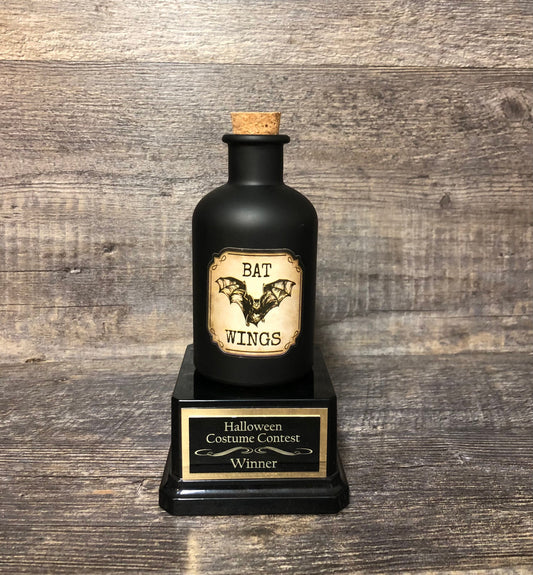 BAT
WINGS
Halloween
Costume Contest
Winner